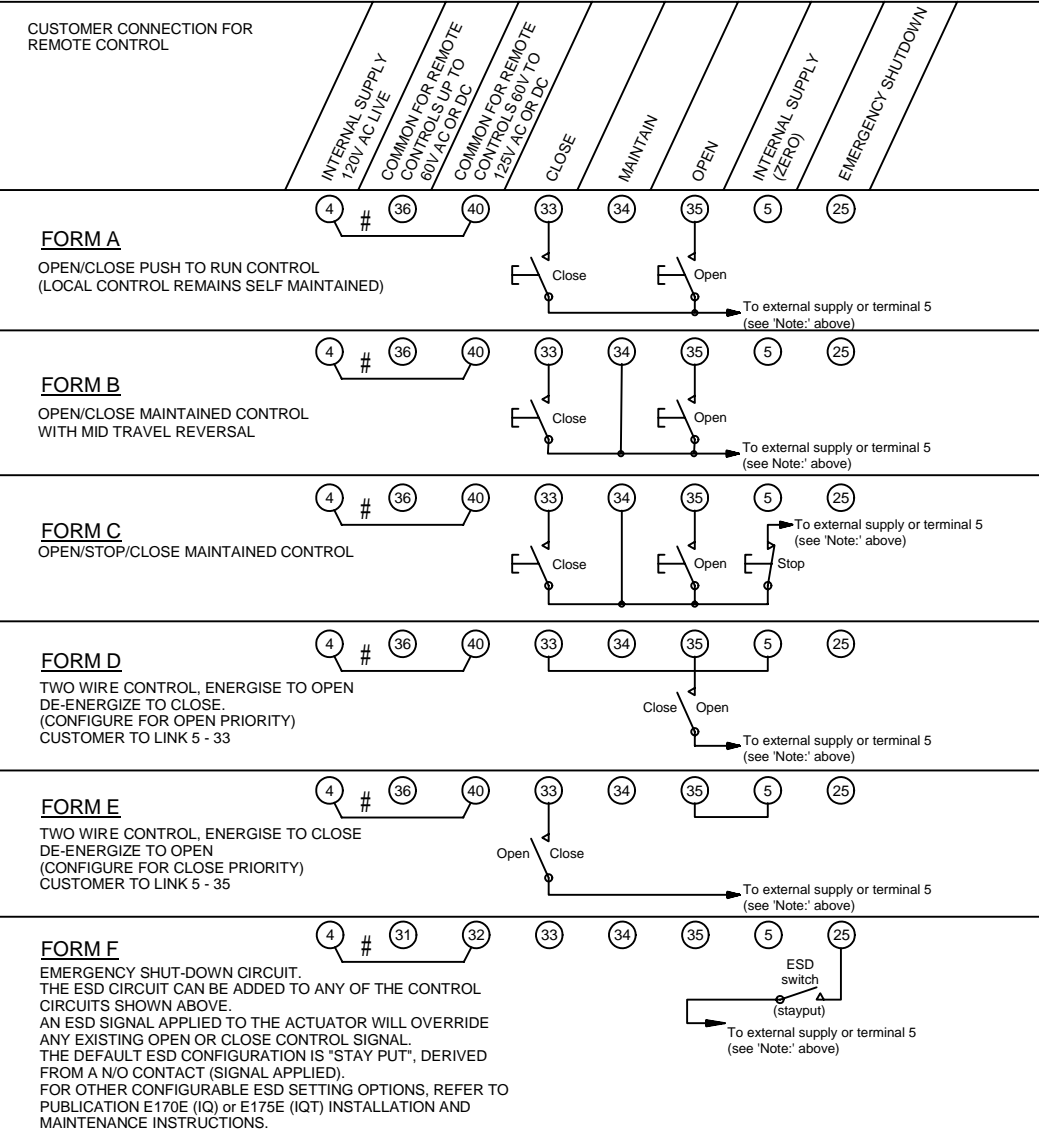 CUSTOMER CONNECTION FOR
REMOTE CONTROL
INTERNAL SUPPLY
120V AC LIVE
COMMON FOR REMOTE
CONTROLS UP TO
60V AC OR DC
COMMON FOR REMOTE
CONTROLS 60V TO
125V AC OR DC
CLOSE
MAINTAIN
OPEN
INTERNAL SUPPLY
(ZERO)
EMERGENCY SHUTDOWN
4 # 36 40 33 34 35 5 25
FORM A
OPEN/CLOSE PUSH TO RUN CONTROL
(LOCAL CONTROL REMAINS SELF MAINTAINED)
Close
Open
To external supply or terminal 5
(see 'Note:' above)
4 # 36 40 33 34 35 5 25
FORM B
OPEN/CLOSE MAINTAINED CONTROL
WITH MID TRAVEL REVERSAL
Close
Open
To external supply or terminal 5
(see Note:' above)
4 # 36 40 33 34 35 5 25
FORM C
OPEN/STOP/CLOSE MAINTAINED CONTROL
Close
Open
Stop
To external supply or terminal 5
(see 'Note:' above)
4 # 36 40 33 34 35 5 25
FORM D
TWO WIRE CONTROL, ENERGISE TO OPEN
DE-ENERGIZE TO CLOSE.
(CONFIGURE FOR OPEN PRIORITY)
CUSTOMER TO LINK 5 - 33
Close Open
To external supply or terminal 5
(see 'Note:' above)
4 # 36 40 33 34 35 5 25
FORM E
TWO WIRE CONTROL, ENERGISE TO CLOSE
DE-ENERGIZE TO OPEN
(CONFIGURE FOR CLOSE PRIORITY)
CUSTOMER TO LINK 5 - 35
Open Close
To external supply or terminal 5
(see 'Note:' above)
4 # 31 32 33 34 35 5 25
FORM F
EMERGENCY SHUT-DOWN CIRCUIT.
THE ESD CIRCUIT CAN BE ADDED TO ANY OF THE CONTROL
CIRCUITS SHOWN ABOVE.
AN ESD SIGNAL APPLIED TO THE ACTUATOR WILL OVERRIDE
ANY EXISTING OPEN OR CLOSE CONTROL SIGNAL.
THE DEFAULT ESD CONFIGURATION IS "STAY PUT", DERIVED
FROM A N/O CONTACT (SIGNAL APPLIED).
FOR OTHER CONFIGURABLE ESD SETTING OPTIONS, REFER TO
PUBLICATION E170E (IQ) or E175E (IQT) INSTALLATION AND
MAINTENANCE INSTRUCTIONS.
ESD
switch
(stayput)
To external supply or terminal 5
(see 'Note:' above)